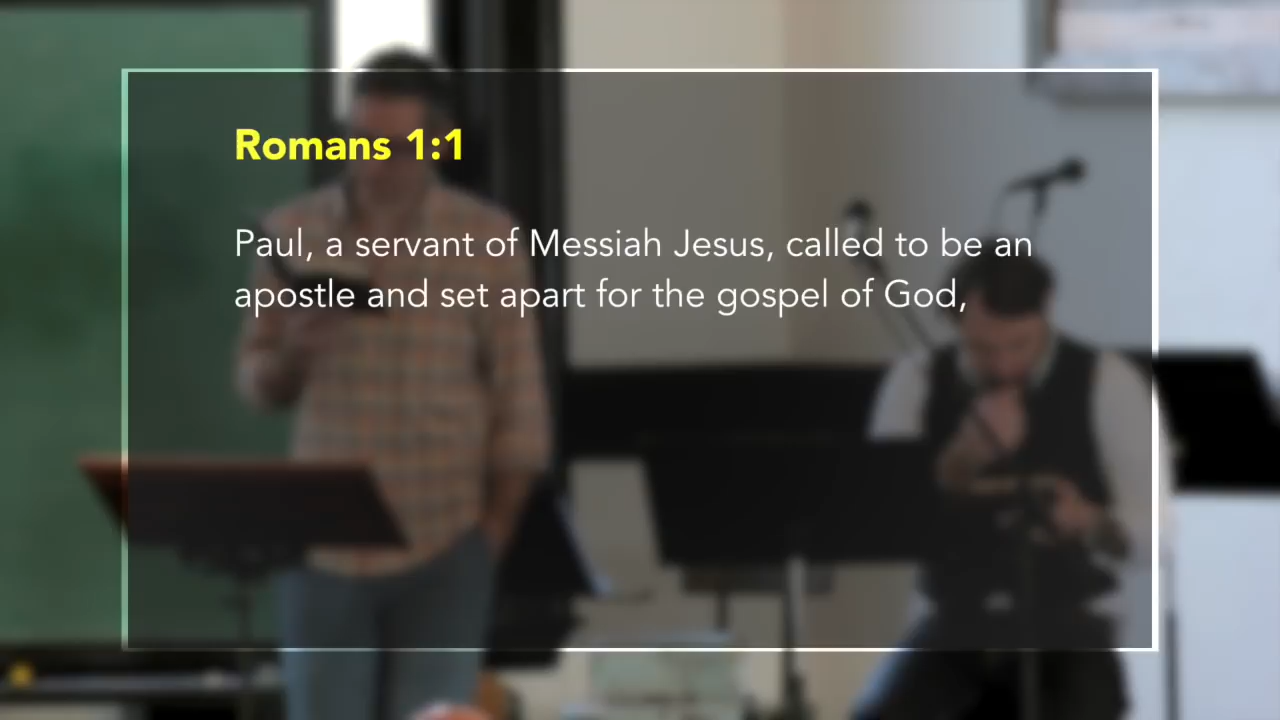 Romans 1:1
Paul, a servant of Messiah Jesus, called to be an
apostle and set apart for the gospel of God,